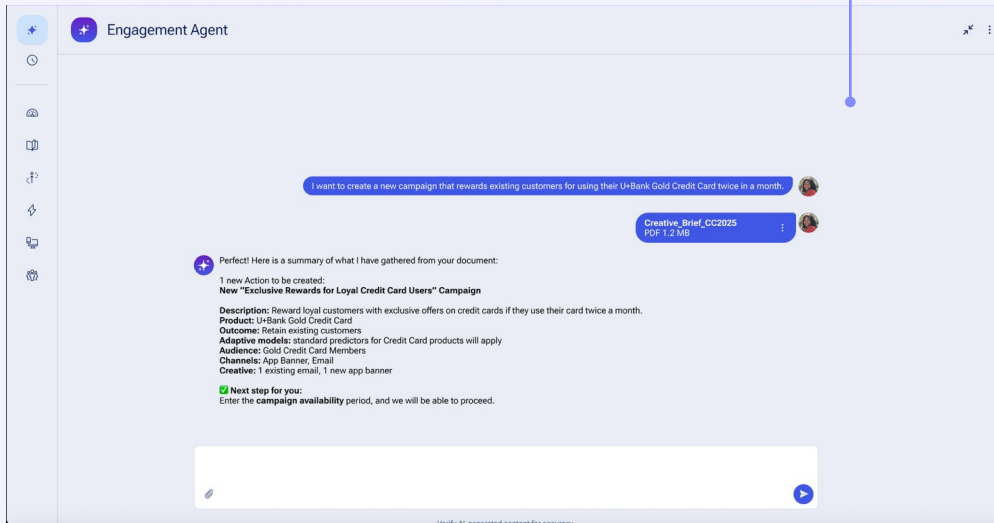 Engagement Agent
I want to create a new campaign that rewards existing customers for using their U+Bank Gold Credit Card twice in a month.
Creative_Brief_CC2025
PDF 1.2 MB
Perfect! Here is a summary of what I have gathered from your document:
1 new Action to be created:
New "Exclusive Rewards for Loyal Credit Card Users" Campaign
Description: Reward loyal customers with exclusive offers on credit cards if they use their card twice a month.
Product: U+Bank Gold Credit Card
Outcome: Retain existing customers
Adaptive models: standard predictors for Credit Card products will apply
Audience: Gold Credit Card Members
Channels: App Banner, Email
Creative: 1 existing email, 1 new app banner
✅ Next step for you:
Enter the campaign availability period, and we will be able to proceed.
Verify AI-generated content for accuracy